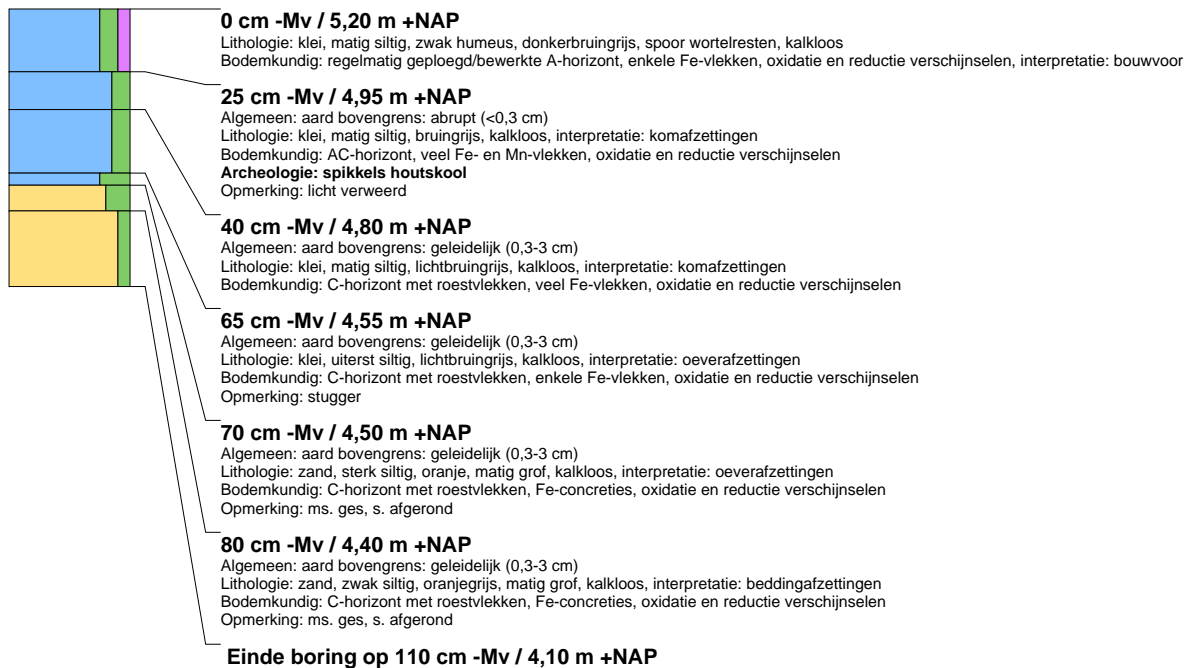 0 cm -Mv / 5,20 m +NAP
Lithologie: klei, matig siltig, zwak humeus, donkerbruingrijs, spoor wortelresten, kalkloos
Bodemkundig: regelmatig geploegd/bewerkte A-horizont, enkele Fe-vlekken, oxidatie en reductie verschijnselen, interpretatie: bouwvoor
25 cm -Mv / 4,95 m +NAP
Algemeen: aard bovengrens: abrupt (<0,3 cm)
Lithologie: klei, matig siltig, bruingrijs, kalkloos, interpretatie: komafzettingen
Bodemkundig: AC-horizont, veel Fe- en Mn-vlekken, oxidatie en reductie verschijnselen
Archeologie: spikkels houtskool
Opmerking: licht verweerd
40 cm -Mv / 4,80 m +NAP
Algemeen: aard bovengrens: geleidelijk (0,3-3 cm)
Lithologie: klei, matig siltig, lichtbruingrijs, kalkloos, interpretatie: komafzettingen
Bodemkundig: C-horizont met roestvlekken, veel Fe-vlekken, oxidatie en reductie verschijnselen
65 cm -Mv / 4,55 m +NAP
Algemeen: aard bovengrens: geleidelijk (0,3-3 cm)
Lithologie: klei, uiterst siltig, lichtbruingrijs, kalkloos, interpretatie: oeverafzettingen
Bodemkundig: C-horizont met roestvlekken, enkele Fe-vlekken, oxidatie en reductie verschijnselen
Opmerking: stugger
70 cm -Mv / 4,50 m +NAP
Algemeen: aard bovengrens: geleidelijk (0,3-3 cm)
Lithologie: zand, sterk siltig, oranje, matig grof, kalkloos, interpretatie: oeverafzettingen
Bodemkundig: C-horizont met roestvlekken, Fe-concreties, oxidatie en reductie verschijnselen
Opmerking: ms. ges, s. afgerond
80 cm -Mv / 4,40 m +NAP
Algemeen: aard bovengrens: geleidelijk (0,3-3 cm)
Lithologie: zand, zwak siltig, oranjegrijs, matig grof, kalkloos, interpretatie: beddingafzettingen
Bodemkundig: C-horizont met roestvlekken, Fe-concreties, oxidatie en reductie verschijnselen
Opmerking: ms. ges, s. afgerond
Einde boring op 110 cm -Mv / 4,10 m +NAP